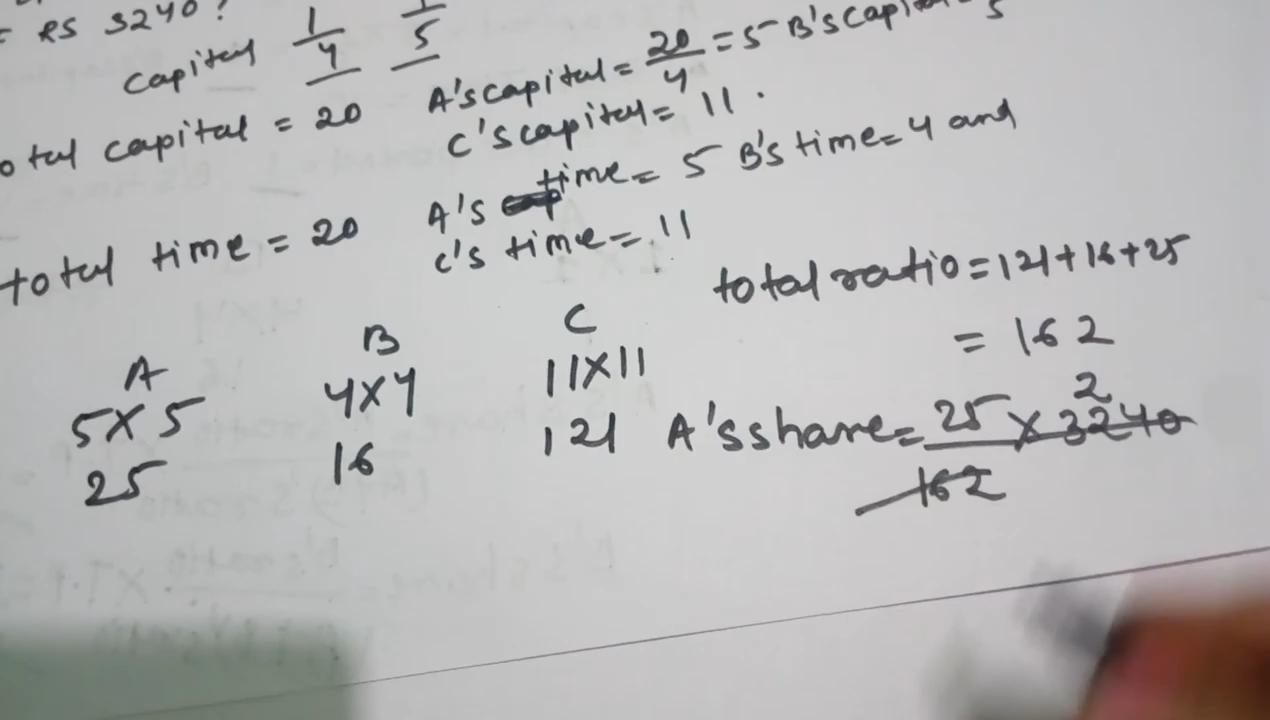 = RS 3240?
capital 1/4 1/5
otal capital = 20 A's capital = 20/4 = 5 B's capital
C's capital = 11.
total time = 20 A's time = 5 B's time = 4 and
C's time = 11
total ratio = 121+16+25
= 162
A B C
5×5 4×4 11×11
25 16 121
A's share = 25/162 × 3240 2